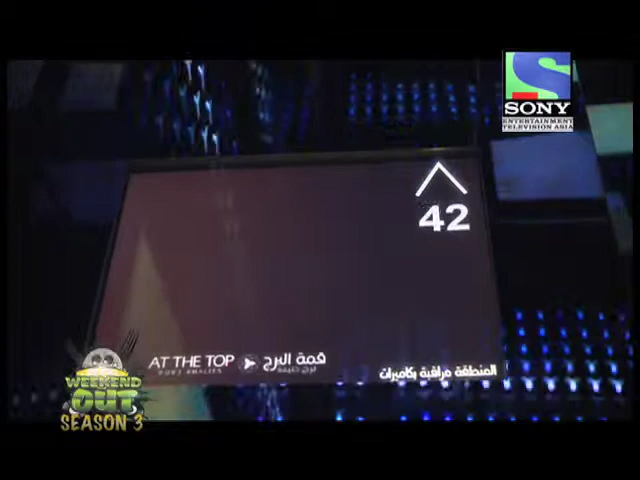 SONY
ENTERTAINMENT
TELEVISION ASIA
42
AT THE TOP
BURJ KHALIFA
قمة البرج
برج خليفة
المنطقة مراقبة بكاميرات
WEEKEND
OUT
SEASON 3